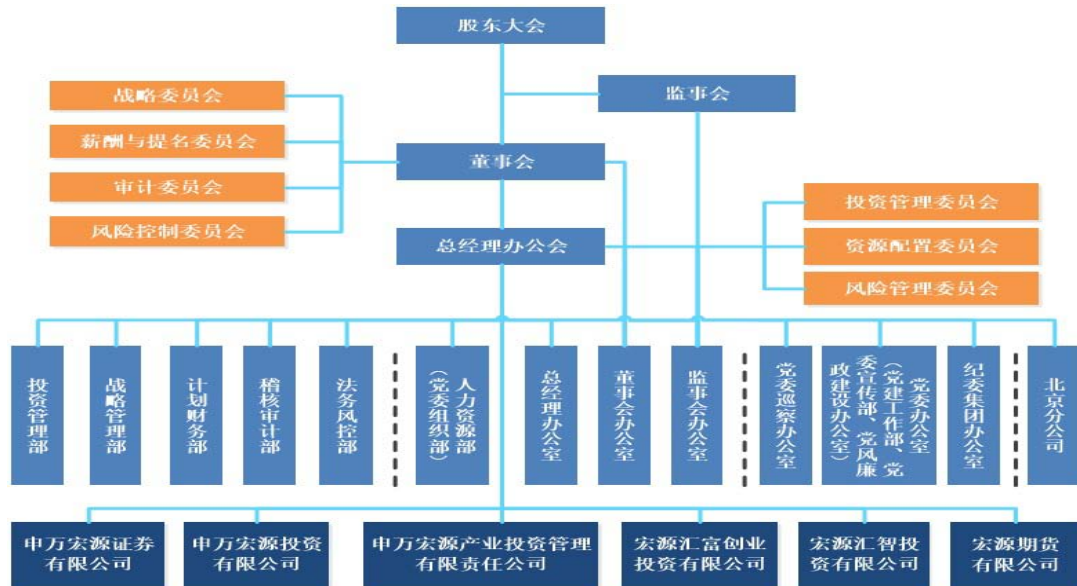 股东大会
监事会
战略委员会
薪酬与提名委员会
审计委员会
风险控制委员会
董事会
总经理办公会
投资管理委员会
资源配置委员会
风险管理委员会
投资管理部
战略管理部
计划财务部
稽核审计部
法务风控部
人力资源部
（党委组织部）
总经理办公室
董事会办公室
监事会办公室
党委巡察办公室
党委办公室
（党建工作部、党
委宣传部、党风廉
政建设办公室）
纪委集团办公室
北京分公司
申万宏源证券
有限公司
申万宏源投资
有限公司
申万宏源产业投资管理
有限责任公司
宏源汇富创业
投资有限公司
宏源汇智投
资有限公司
宏源期货
有限公司